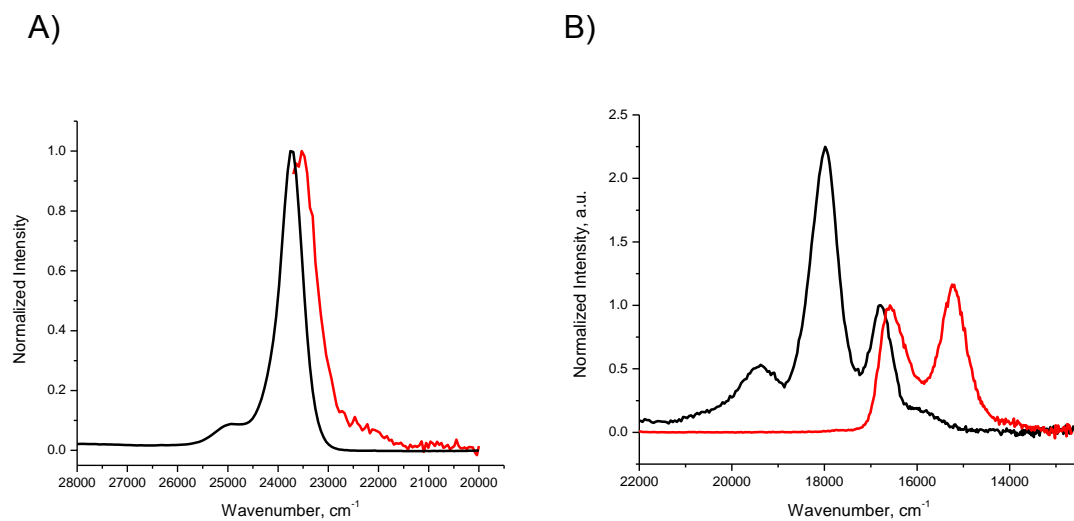 A)
B)
1.0
0.8
0.6
0.4
0.2
0.0
Normalized Intensity
28000 27000 26000 25000 24000 23000 22000 21000 20000
Wavenumber, cm-1
2.5
2.0
1.5
1.0
0.5
0.0
Normalized Intensity, a.u.
22000 20000 18000 16000 14000
Wavenumber, cm-1